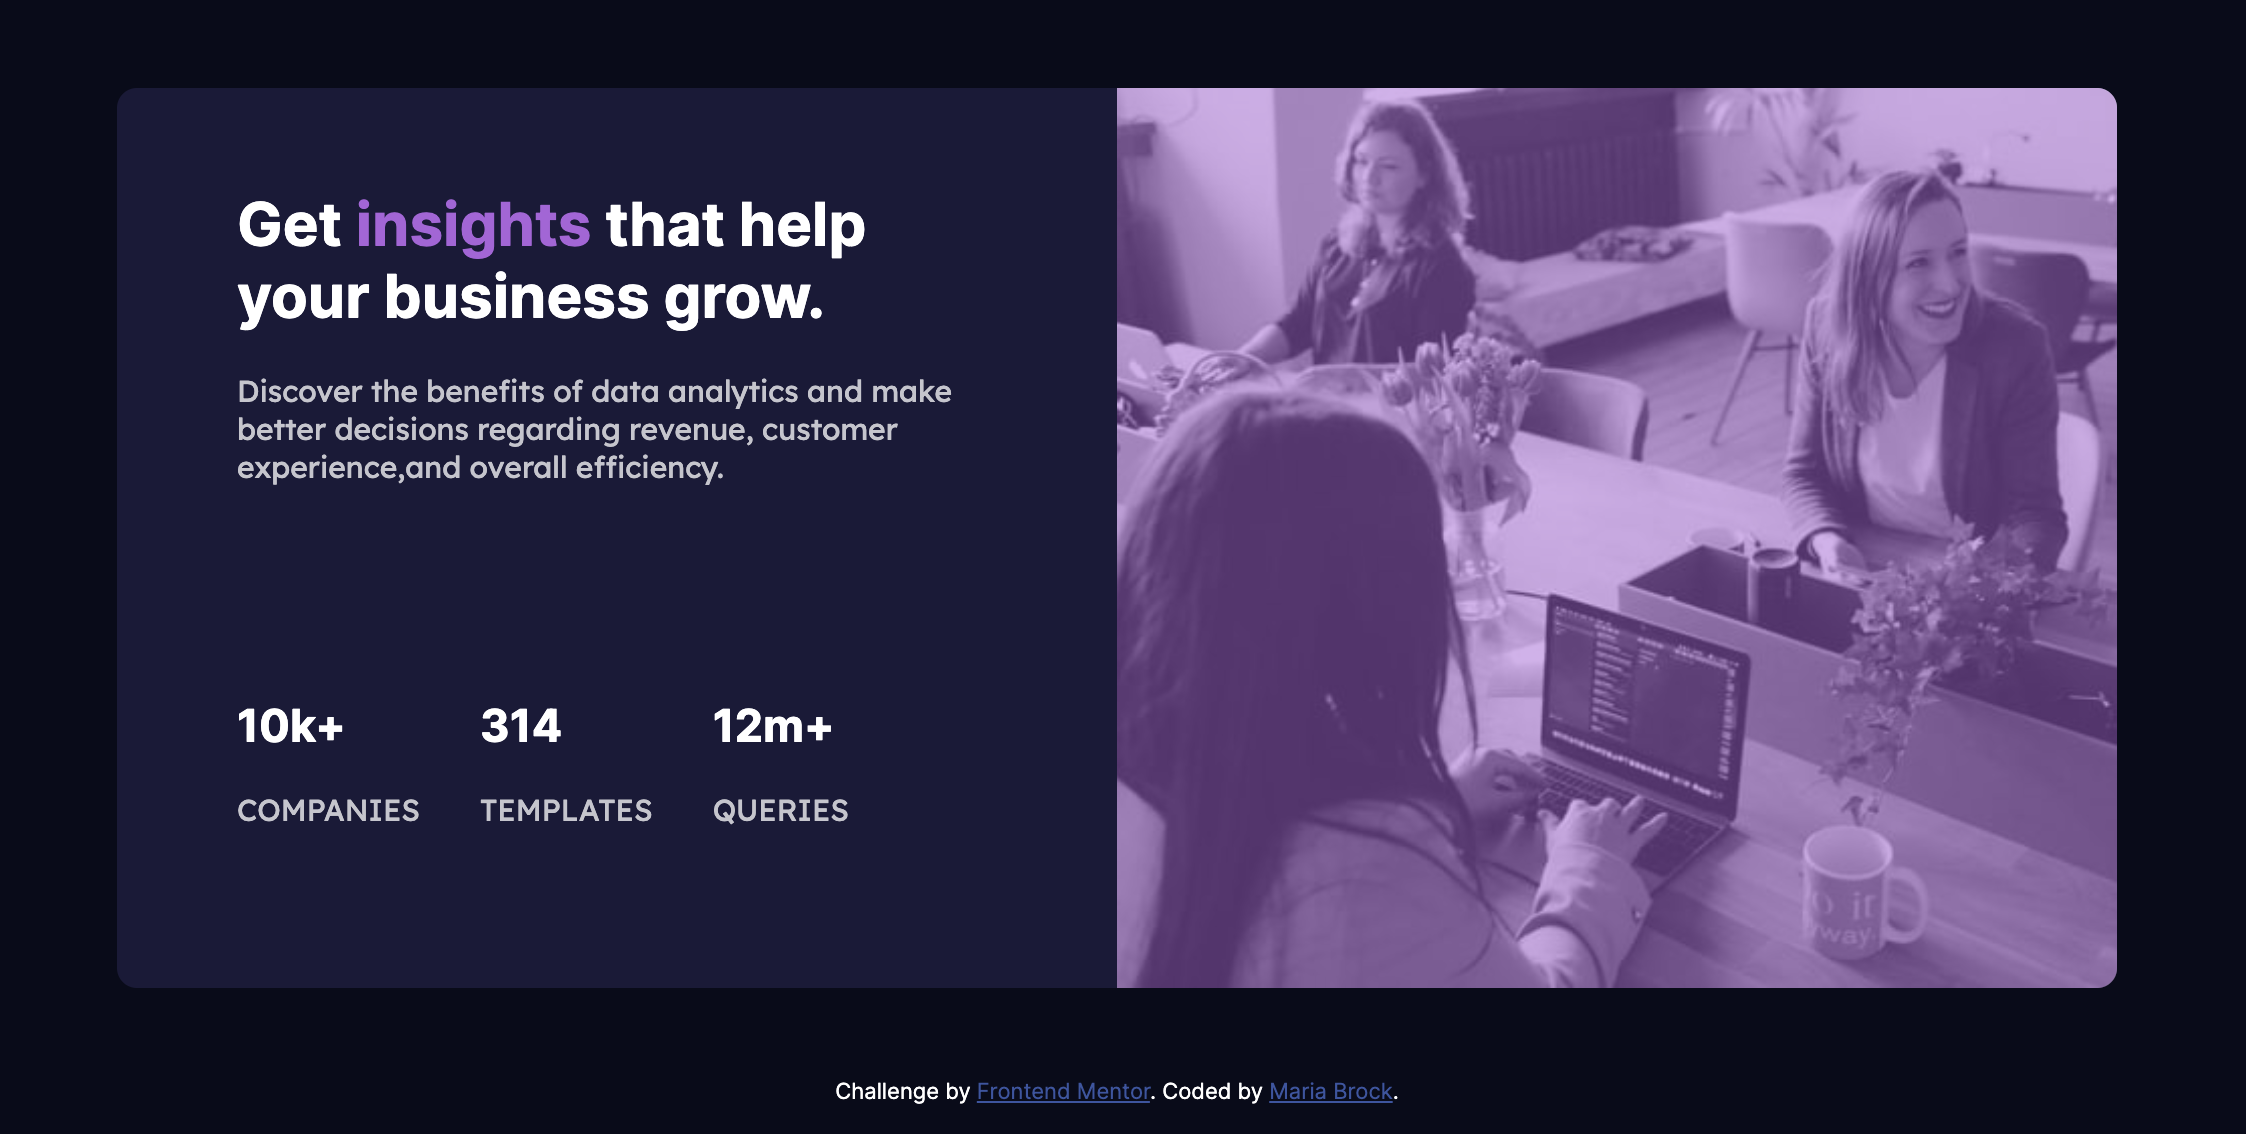 Get insights that help
your business grow.
Discover the benefits of data analytics and make
better decisions regarding revenue, customer
experience,and overall efficiency.
10k+ 314 12m+
COMPANIES TEMPLATES QUERIES
way
Challenge by Frontend Mentor. Coded by Maria Brock.